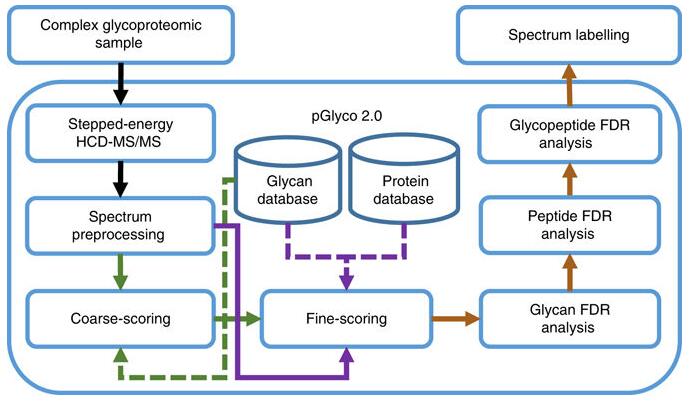 Complex glycoproteomic
sample
Spectrum labelling
Stepped-energy
HCD-MS/MS
pGlyco 2.0
Glycopeptide FDR
analysis
Glycan
database
Protein
database
Spectrum
preprocessing
Peptide FDR
analysis
Coarse-scoring
Fine-scoring
Glycan FDR
analysis